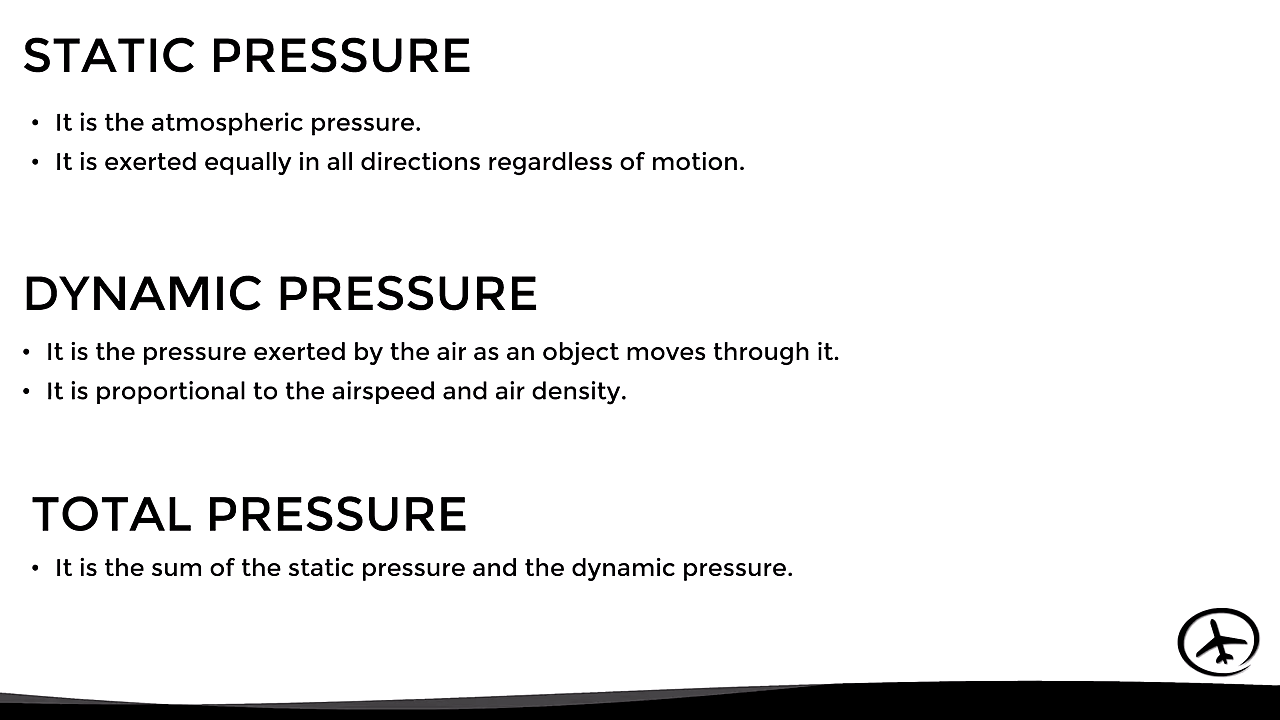 STATIC PRESSURE
• It is the atmospheric pressure.
• It is exerted equally in all directions regardless of motion.
DYNAMIC PRESSURE
• It is the pressure exerted by the air as an object moves through it.
• It is proportional to the airspeed and air density.
TOTAL PRESSURE
• It is the sum of the static pressure and the dynamic pressure.